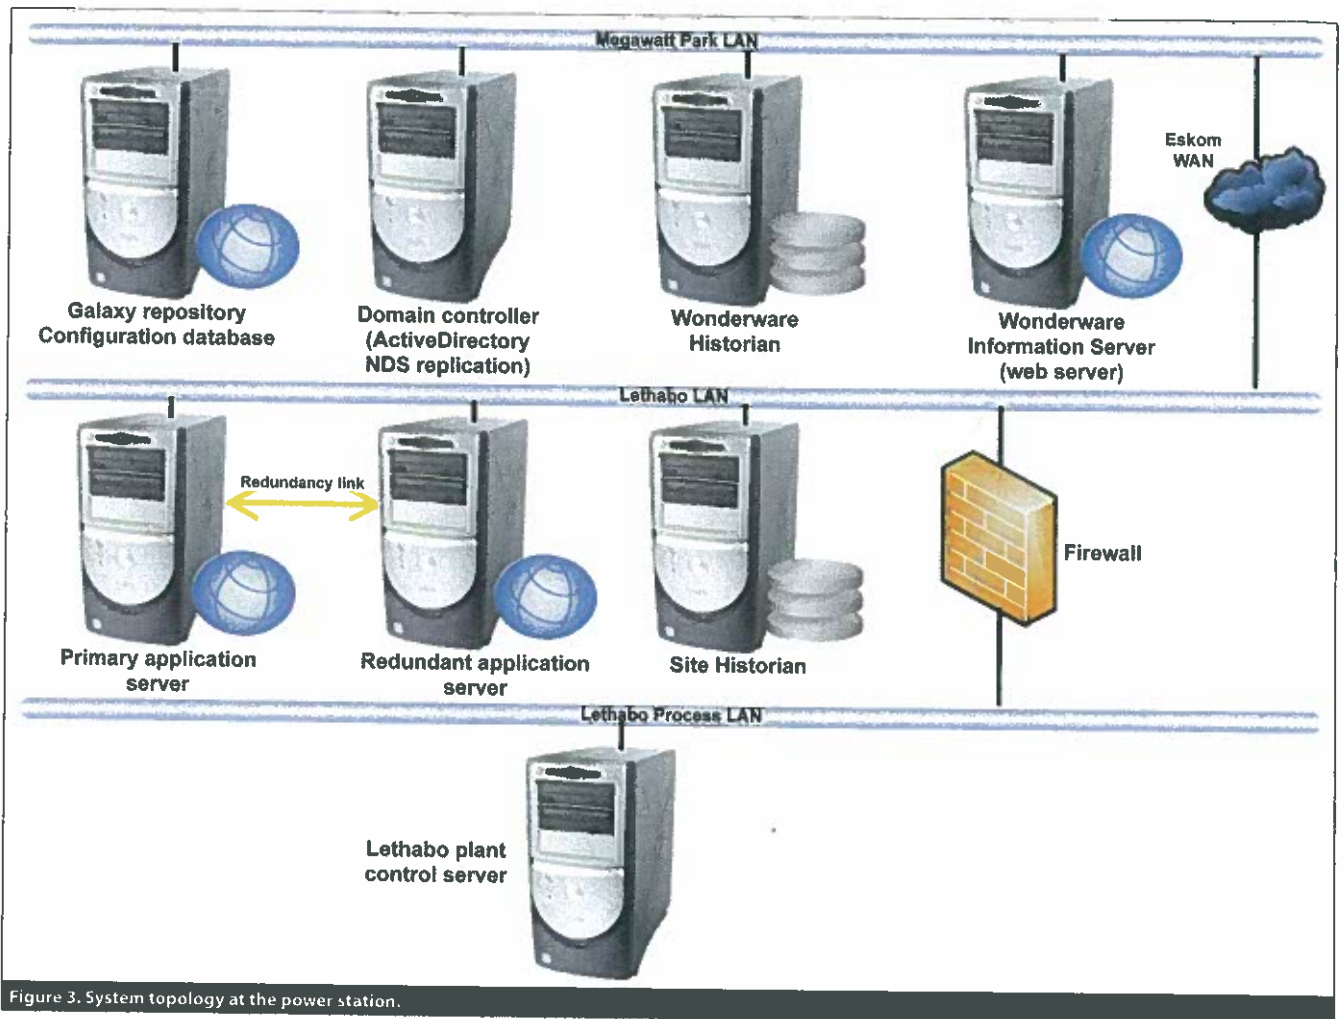 Megawatt Park LAN
Eskom
WAN
Galaxy repository
Configuration database
Domain controller
(ActiveDirectory
NDS replication)
Wonderware
Historian
Wonderware
Information Server
(web server)
Lethabo LAN
Redundancy link
Firewall
Primary application
server
Redundant application
server
Site Historian
Lethabo Process LAN
Lethabo plant
control server
Figure 3. System topology at the power station.